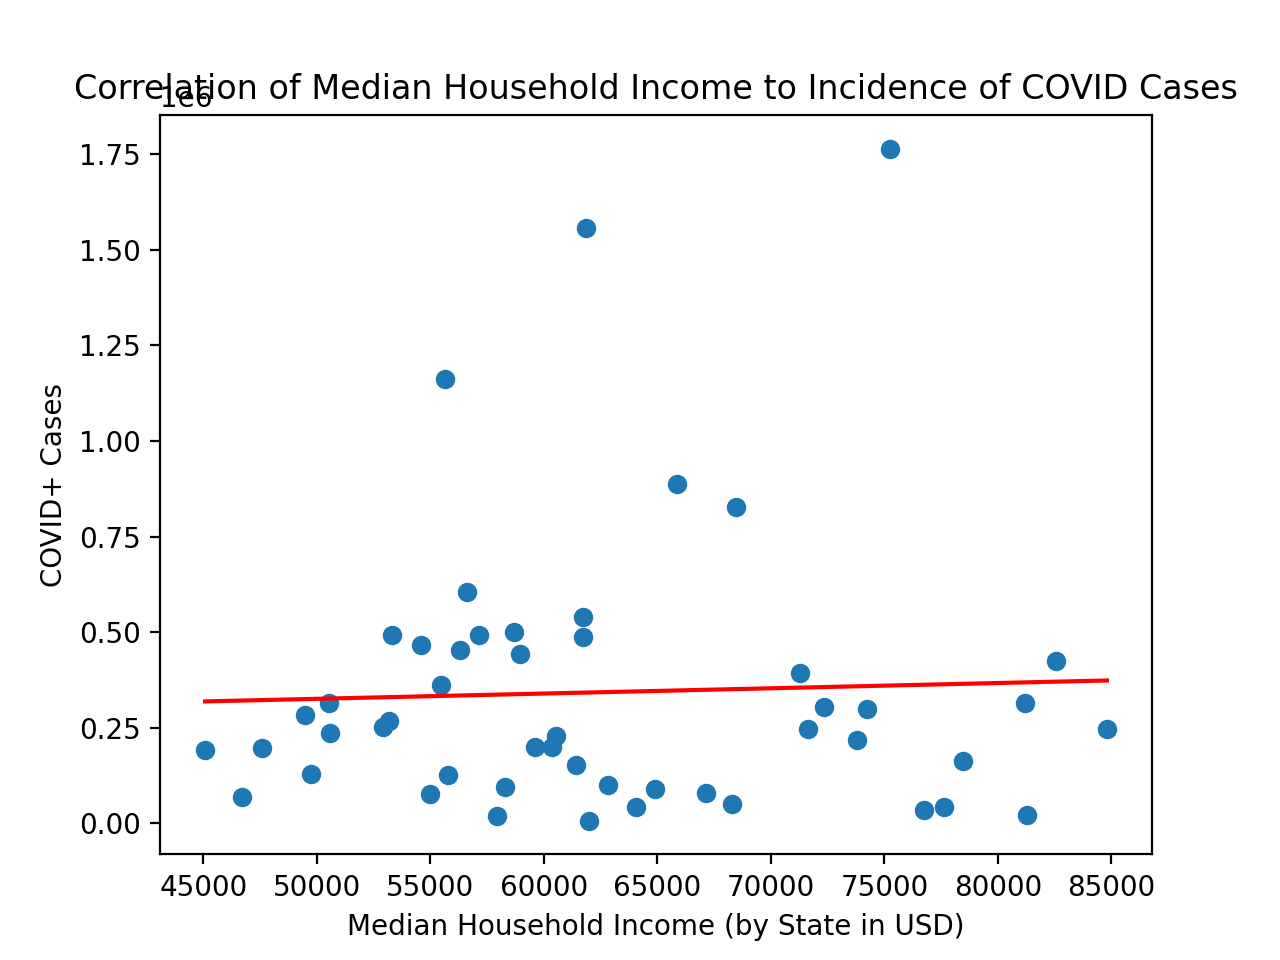 Correlation of Median Household Income to Incidence of COVID Cases
1e6
1.75
1.50
1.25
1.00
0.75
0.50
0.25
0.00
COVID+ Cases
45000 50000 55000 60000 65000 70000 75000 80000 85000
Median Household Income (by State in USD)